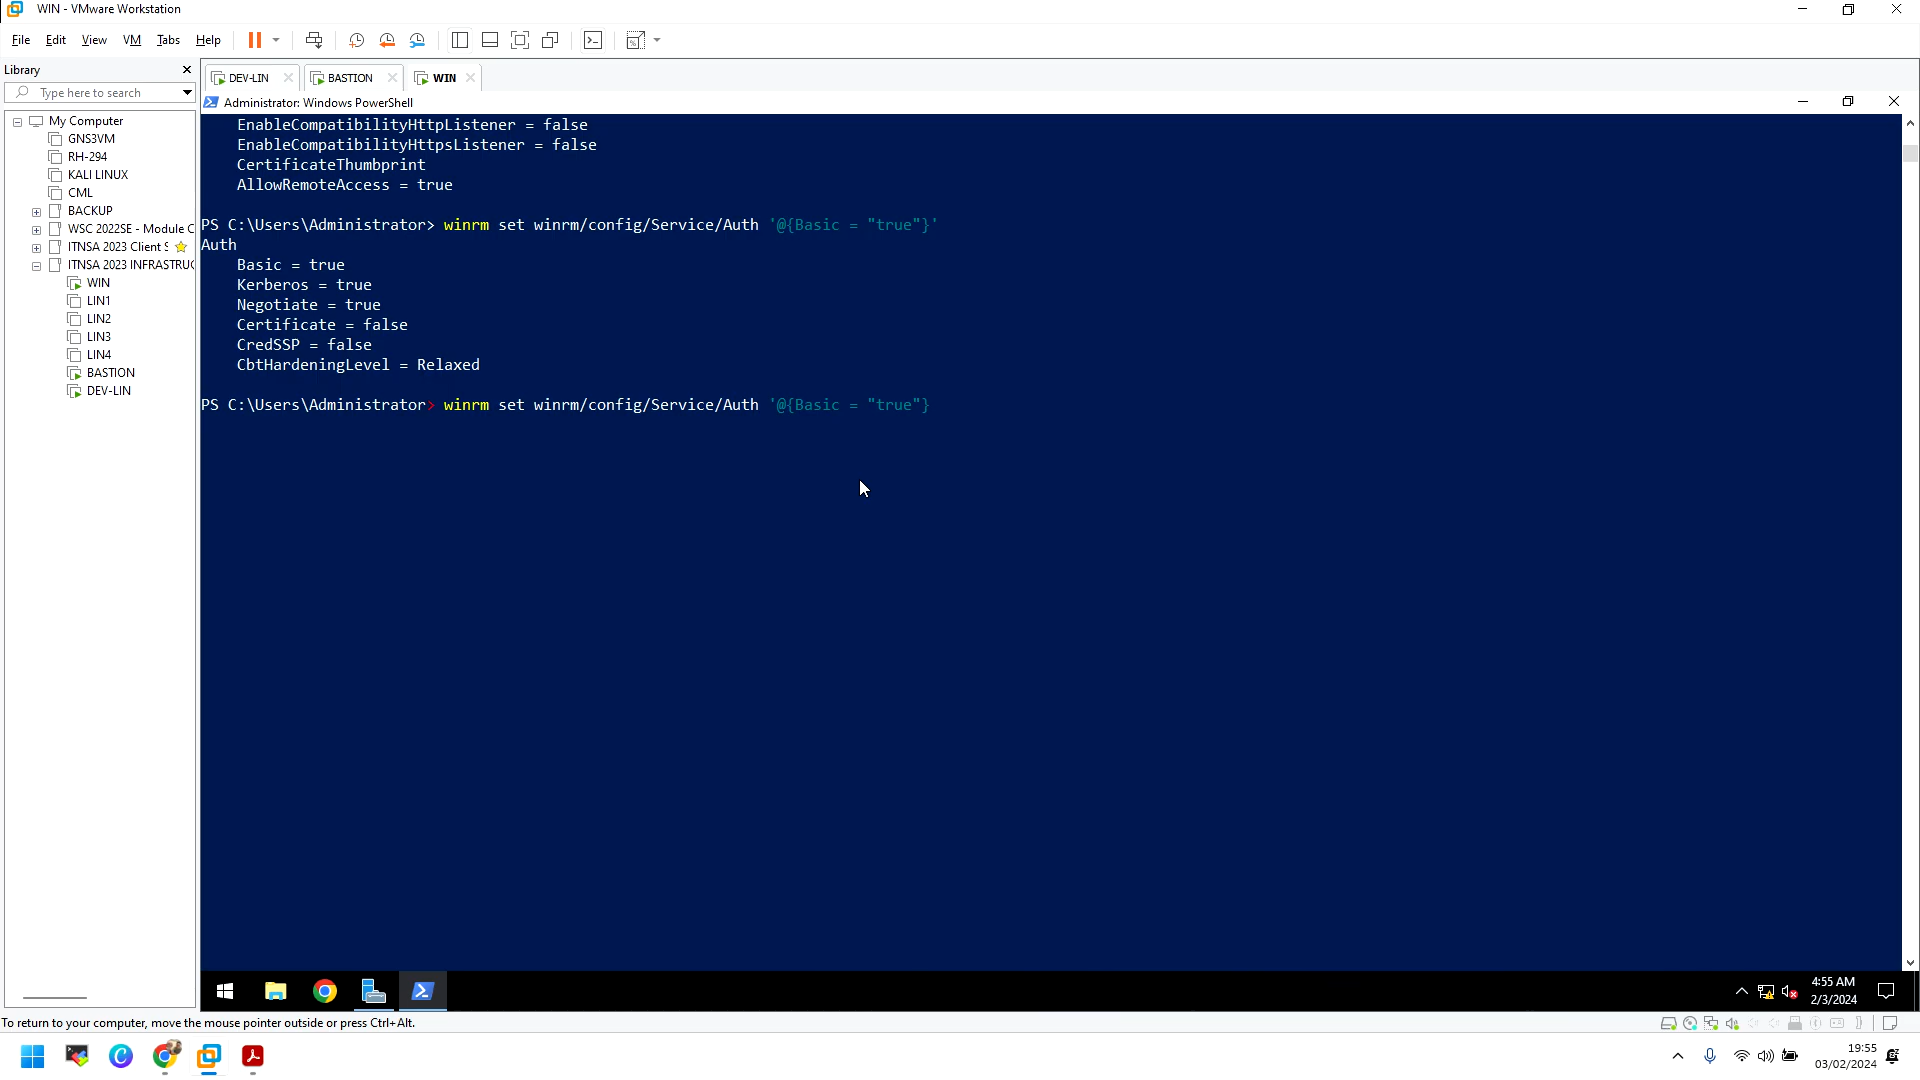 WIN - VMware Workstation
File Edit View VM Tabs Help
Library
Type here to search
My Computer
GNS3VM
RH-294
KALI LINUX
CML
BACKUP
WSC 2022SE - Module C
ITNSA 2023 Client S
ITNSA 2023 INFRASTRUC
WIN
LIN1
LIN2
LIN3
LIN4
BASTION
DEV-LIN
DEV-LIN BASTION WIN
Administrator: Windows PowerShell
EnableCompatibilityHttpListener = false
EnableCompatibilityHttpsListener = false
CertificateThumbprint
AllowRemoteAccess = true
PS C:\Users\Administrator> winrm set winrm/config/Service/Auth '@{Basic = "true"}'
Auth
Basic = true
Kerberos = true
Negotiate = true
Certificate = false
CredSSP = false
CbtHardeningLevel = Relaxed
PS C:\Users\Administrator> winrm set winrm/config/Service/Auth '@{Basic = "true"}
4:55 AM
2/3/2024
To return to your computer, move the mouse pointer outside or press Ctrl+Alt.
19:55
03/02/2024